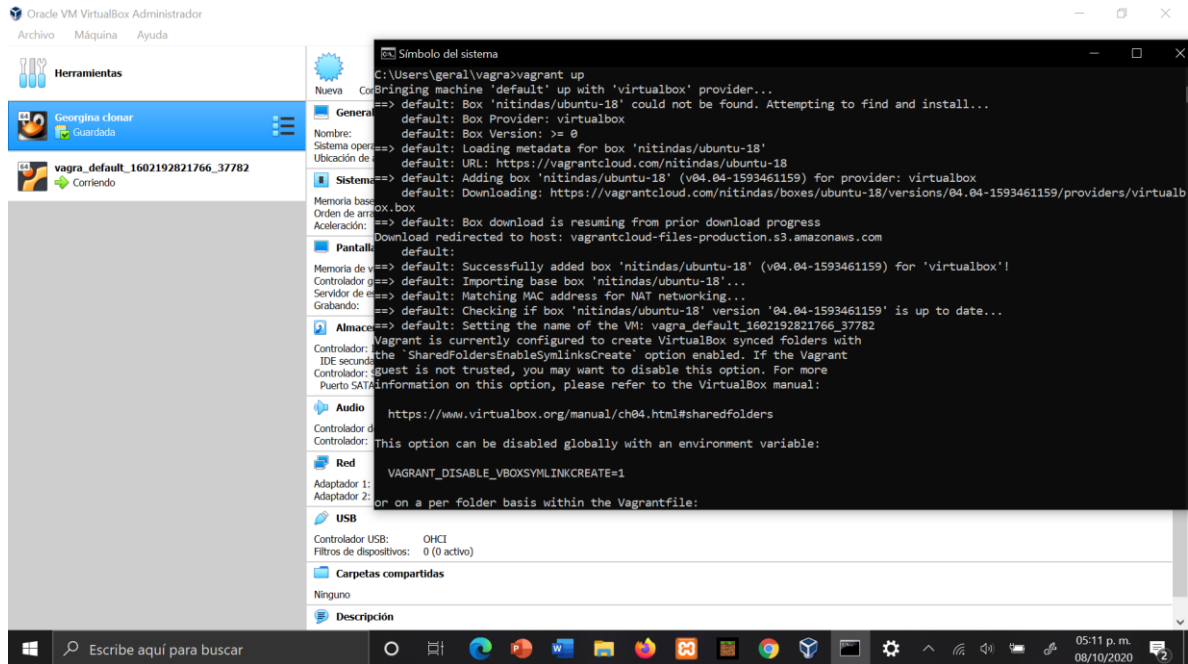 Oracle VM VirtualBox Administrador
Archivo Máquina Ayuda
Herramientas
Georgina clonar
Guardada
vagra_default_1602192821766_37782
Corriendo
Nueva
General
Nombre:
Sistema opera
Ubicación de
Sistema
Memoria base
Orden de arra
Aceleración:
Pantall
Memoria de v
Controlador g
Servidor de e
Grabando:
Almace
Controlador:
IDE secunda
Controlador:
Puerto SATA
Audio
Controlador d
Controlador:
Red
Adaptador 1:
Adaptador 2:
USB
Controlador USB: OHCI
Filtros de dispositivos: 0 (0 activo)
Carpetas compartidas
Ninguno
Descripción
Símbolo del sistema
C:\Users\geral\vagra>vagrant up
Bringing machine 'default' up with 'virtualbox' provider...
==> default: Box 'nitindas/ubuntu-18' could not be found. Attempting to find and install...
default: Box Provider: virtualbox
default: Box Version: >= 0
==> default: Loading metadata for box 'nitindas/ubuntu-18'
default: URL: https://vagrantcloud.com/nitindas/ubuntu-18
==> default: Adding box 'nitindas/ubuntu-18' (v04.04-1593461159) for provider: virtualbox
default: Downloading: https://vagrantcloud.com/nitindas/boxes/ubuntu-18/versions/04.04-1593461159/providers/virtualb
ox.box
==> default: Box download is resuming from prior download progress
Download redirected to host: vagrantcloud-files-production.s3.amazonaws.com
default:
==> default: Successfully added box 'nitindas/ubuntu-18' (v04.04-1593461159) for 'virtualbox'!
==> default: Importing base box 'nitindas/ubuntu-18'...
==> default: Matching MAC address for NAT networking...
==> default: Checking if box 'nitindas/ubuntu-18' version '04.04-1593461159' is up to date...
==> default: Setting the name of the VM: vagra_default_1602192821766_37782
Vagrant is currently configured to create VirtualBox synced folders with
the `SharedFoldersEnableSymlinksCreate` option enabled. If the Vagrant
guest is not trusted, you may want to disable this option. For more
information on this option, please refer to the VirtualBox manual:
https://www.virtualbox.org/manual/ch04.html#sharedfolders
This option can be disabled globally with an environment variable:
VAGRANT_DISABLE_VBOXSYMLINKCREATE=1
or on a per folder basis within the Vagrantfile:
Escribe aquí para buscar
05:11 p. m.
08/10/2020
2